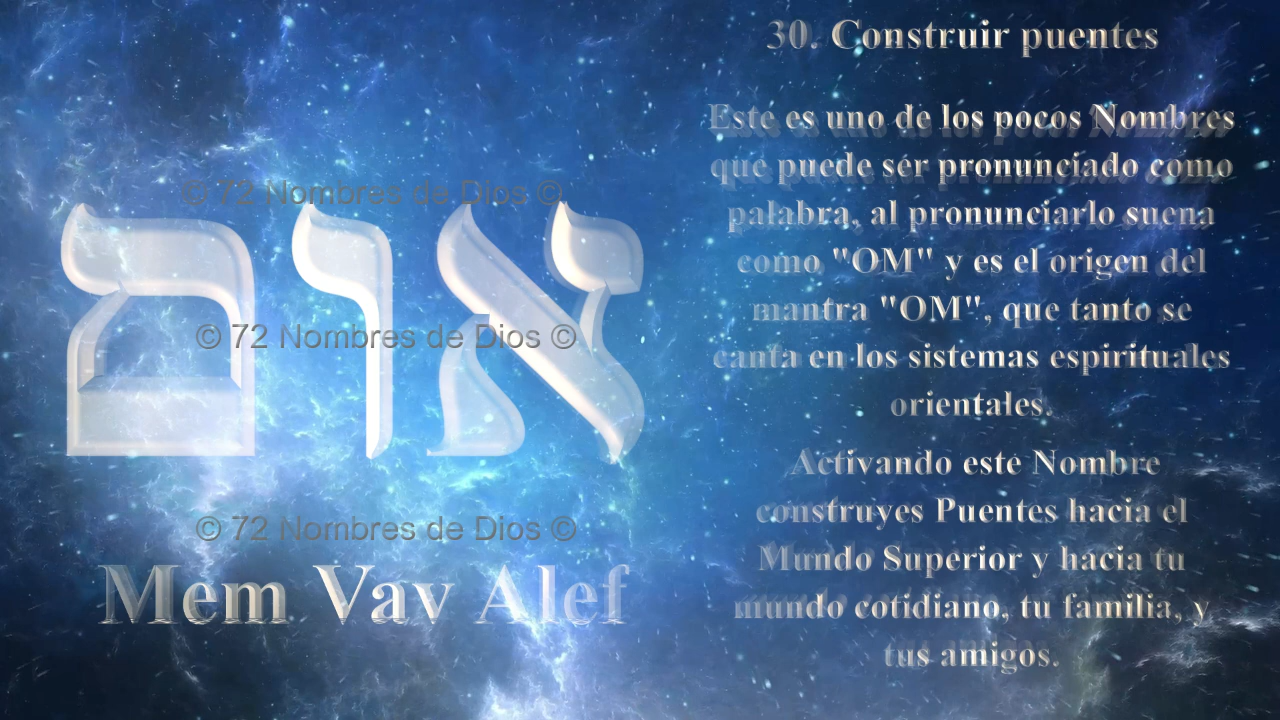 30. Construir puentes
© 72 Nombres de Dios ©
אום
© 72 Nombres de Dios ©
© 72 Nombres de Dios ©
Mem Vav Alef
Este es uno de los pocos Nombres
que puede ser pronunciado como
palabra, al pronunciarlo suena
como "OM" y es el origen del
mantra "OM", que tanto se
canta en los sistemas espirituales
orientales.
Activando este Nombre
construyes Puentes hacia el
Mundo Superior y hacia tu
mundo cotidiano, tu familia, y
tus amigos.